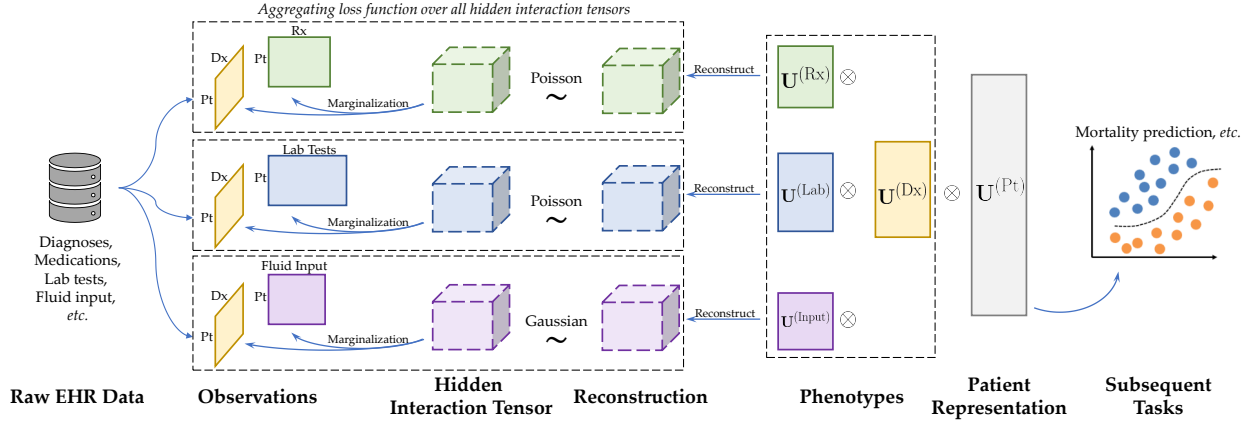 Aggregating loss function over all hidden interaction tensors
Rx
Dx
Pt
Pt
Marginalization
Poisson
~
Reconstruct
U(Rx) ⊗
Lab Tests
Dx
Pt
Pt
Marginalization
Poisson
~
Reconstruct
U(Lab) ⊗
U(Dx) ⊗
U(Pt)
Fluid Input
Dx
Pt
Pt
Marginalization
Gaussian
~
Reconstruct
U(Input) ⊗
Mortality prediction, etc.
Diagnoses,
Medications,
Lab tests,
Fluid input,
etc.
Raw EHR Data
Observations
Hidden
Interaction Tensor
Reconstruction
Phenotypes
Patient
Representation
Subsequent
Tasks